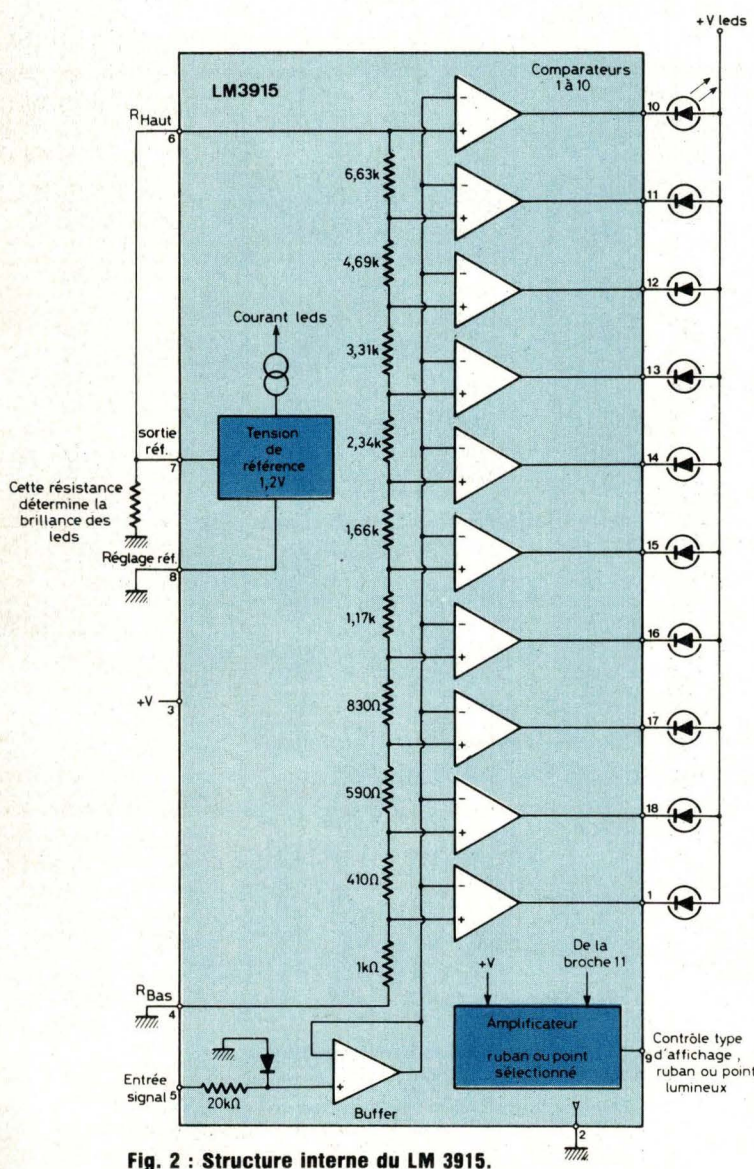 +V leds
LM3915
Comparateurs
1 à 10
RHaut
6
10
6,63k
11
4,69k
12
Courant leds
3,31k
13
sortie
réf.
7
Tension
de
référence
1,2V
2,34k
14
Cette résistance
détermine la
brillance des
leds
1,66k
15
Réglage réf.
8
1,17k
16
+V
3
830Ω
17
590Ω
18
410Ω
1
1kΩ
RBas
4
+V
De la
broche 11
Amplificateur
ruban ou point
sélectionné
9
Contrôle type
d'affichage,
ruban ou point
lumineux
Entrée
signal
5
20kΩ
Buffer
2
Fig. 2 : Structure interne du LM 3915.